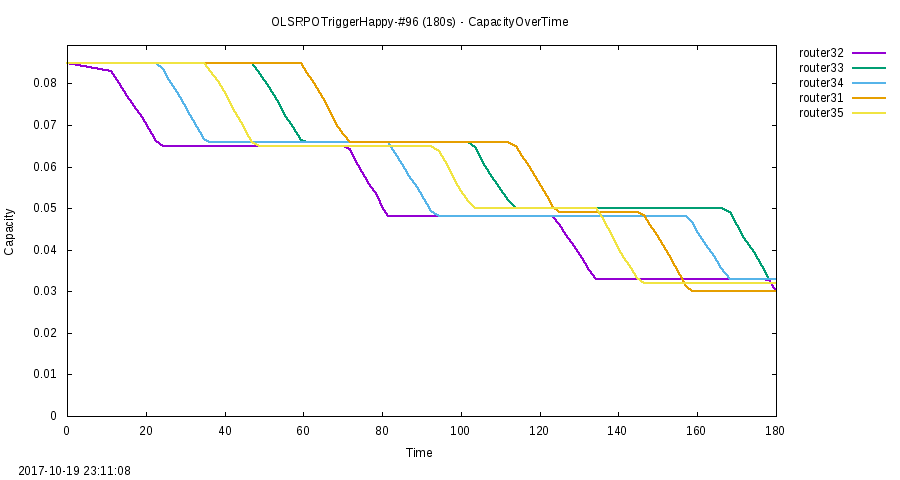 OLSRPOTriggerHappy-#96 (180s) - CapacityOverTime
router32
router33
router34
router31
router35
0.08
0.07
0.06
0.05
0.04
0.03
0.02
0.01
0
Capacity
0 20 40 60 80 100 120 140 160 180
Time
2017-10-19 23:11:08